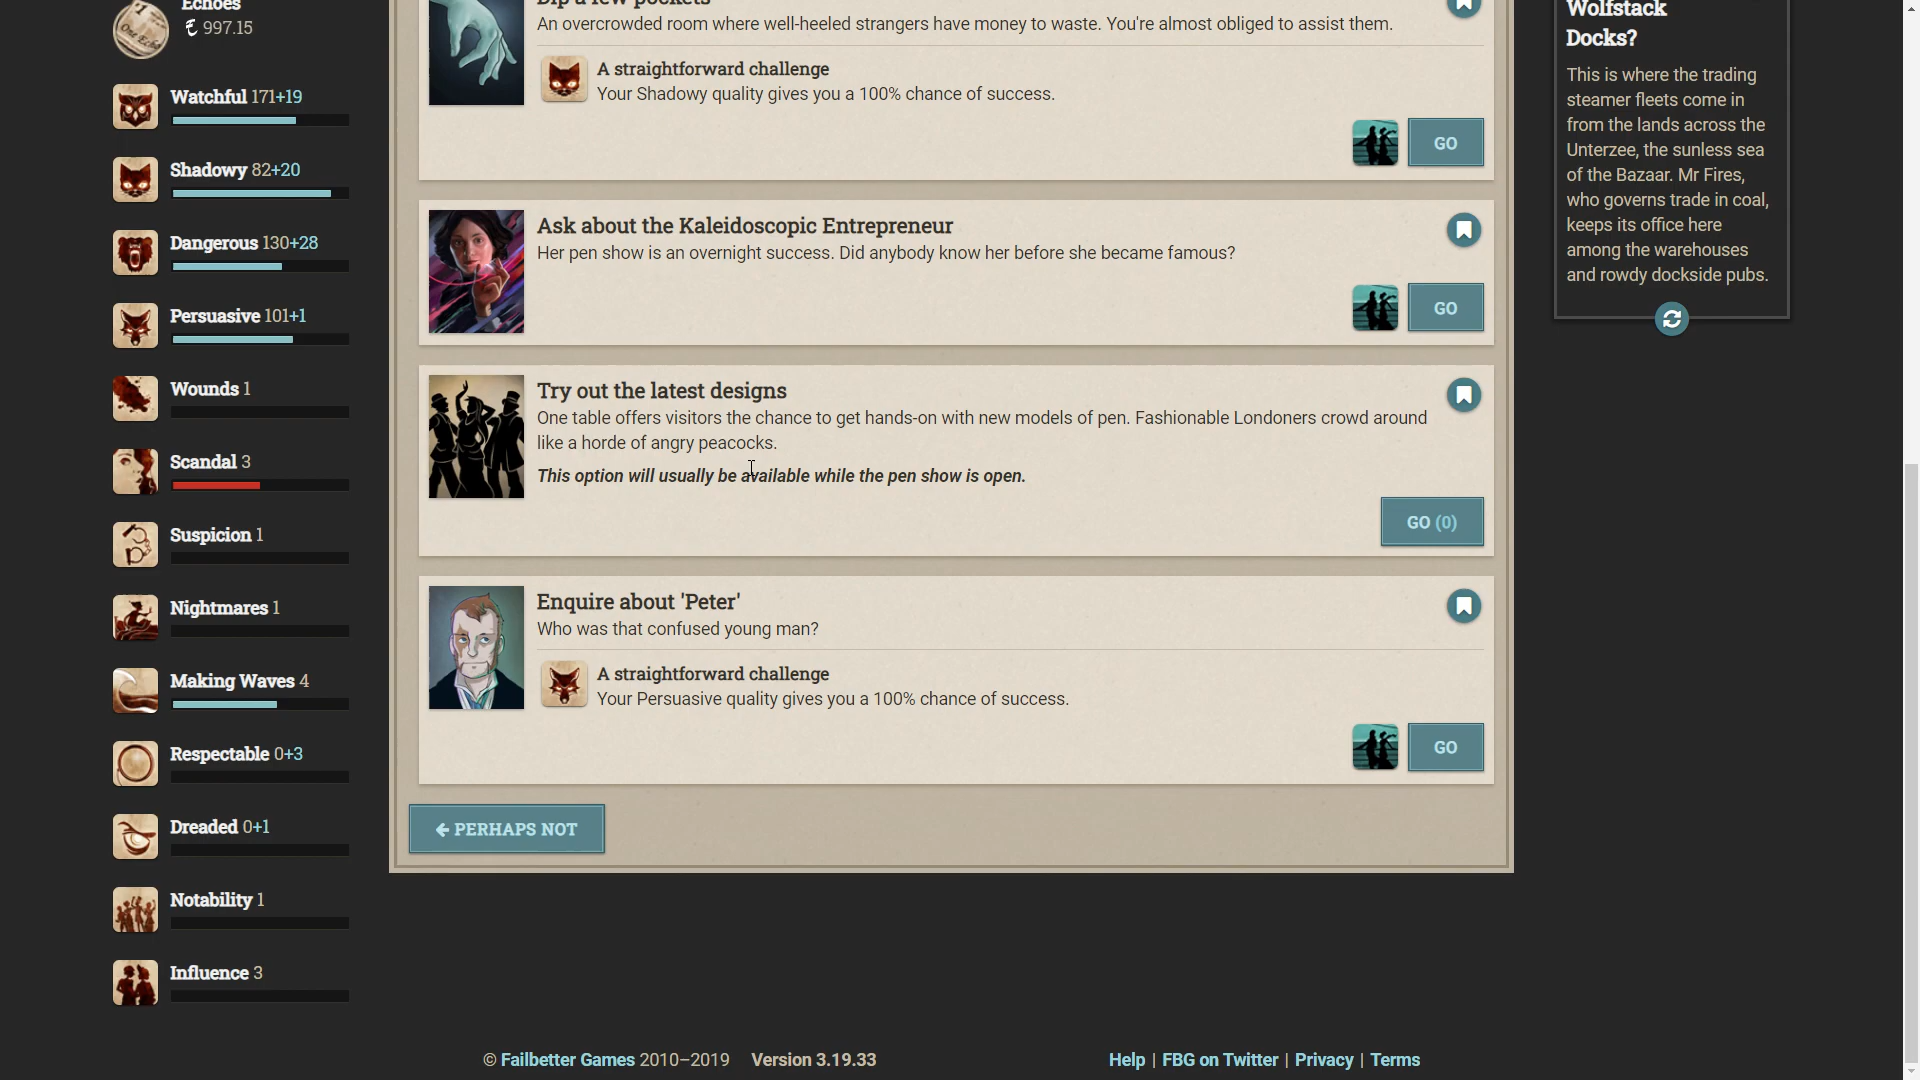 Echoes
997.15
Watchful 171+19
Shadowy 82+20
Dangerous 130+28
Persuasive 101+1
Wounds 1
Scandal 3
Suspicion 1
Nightmares 1
Making Waves 4
Respectable 0+3
Dreaded 0+1
Notability 1
Influence 3
Dip a few pockets
An overcrowded room where well-heeled strangers have money to waste. You're almost obliged to assist them.
A straightforward challenge
Your Shadowy quality gives you a 100% chance of success.
GO
Ask about the Kaleidoscopic Entrepreneur
Her pen show is an overnight success. Did anybody know her before she became famous?
GO
Try out the latest designs
One table offers visitors the chance to get hands-on with new models of pen. Fashionable Londoners crowd around
like a horde of angry peacocks.
This option will usually be available while the pen show is open.
GO (0)
Enquire about 'Peter'
Who was that confused young man?
A straightforward challenge
Your Persuasive quality gives you a 100% chance of success.
GO
PERHAPS NOT
Wolfstack
Docks?
This is where the trading
steamer fleets come in
from the lands across the
Unterzee, the sunless sea
of the Bazaar. Mr Fires,
who governs trade in coal,
keeps its office here
among the warehouses
and rowdy dockside pubs.
© Failbetter Games 2010–2019 Version 3.19.33
Help | FBG on Twitter | Privacy | Terms